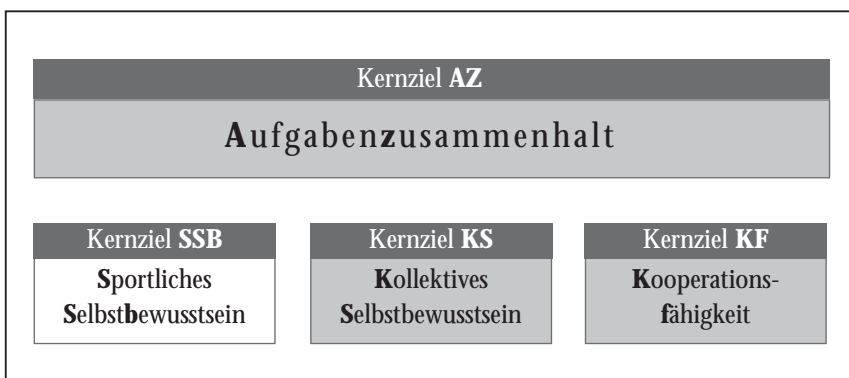 Kernziel AZ
Aufgabenzusammenhalt
Kernziel SSB
Sportliches
Selbstbewusstsein
Kernziel KS
Kollektives
Selbstbewusstsein
Kernziel KF
Kooperations-
fähigkeit